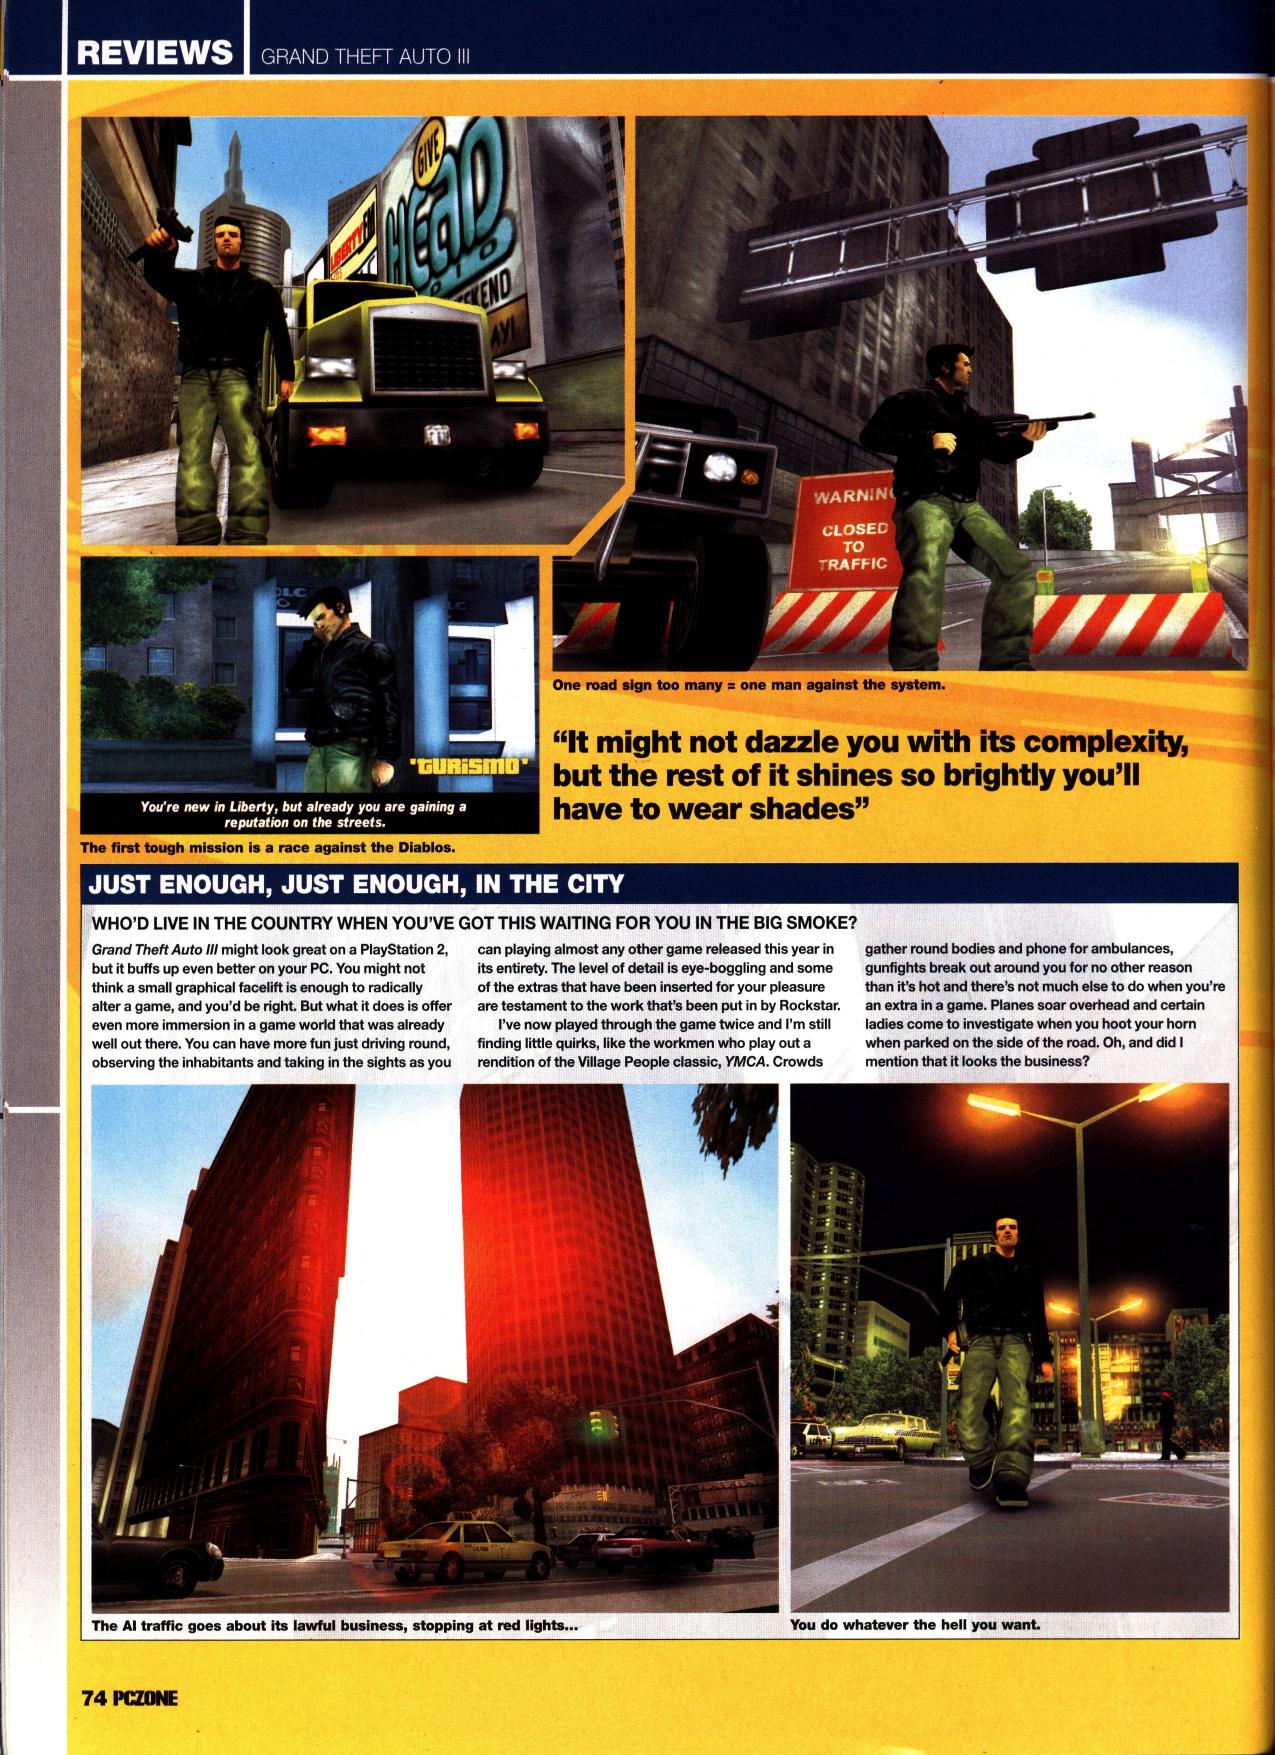 REVIEWS
GRAND THEFT AUTO III
GIVE
HEAD
LIBERTY FM
WARNING
CLOSED
TO
TRAFFIC
One road sign too many = one man against the system.
'TURISMO'
You're new in Liberty, but already you are gaining a
reputation on the streets.
The first tough mission is a race against the Diablos.
“It might not dazzle you with its complexity,
but the rest of it shines so brightly you’ll
have to wear shades”
JUST ENOUGH, JUST ENOUGH, IN THE CITY
WHO’D LIVE IN THE COUNTRY WHEN YOU’VE GOT THIS WAITING FOR YOU IN THE BIG SMOKE?
Grand Theft Auto III might look great on a PlayStation 2,
but it buffs up even better on your PC. You might not
think a small graphical facelift is enough to radically
alter a game, and you’d be right. But what it does is offer
even more immersion in a game world that was already
well out there. You can have more fun just driving round,
observing the inhabitants and taking in the sights as you
can playing almost any other game released this year in
its entirety. The level of detail is eye-boggling and some
of the extras that have been inserted for your pleasure
are testament to the work that’s been put in by Rockstar.
I’ve now played through the game twice and I’m still
finding little quirks, like the workmen who play out a
rendition of the Village People classic, YMCA. Crowds
gather round bodies and phone for ambulances,
gunfights break out around you for no other reason
than it’s hot and there’s not much else to do when you’re
an extra in a game. Planes soar overhead and certain
ladies come to investigate when you hoot your horn
when parked on the side of the road. Oh, and did I
mention that it looks the business?
The AI traffic goes about its lawful business, stopping at red lights...
You do whatever the hell you want.
74 PCZONE